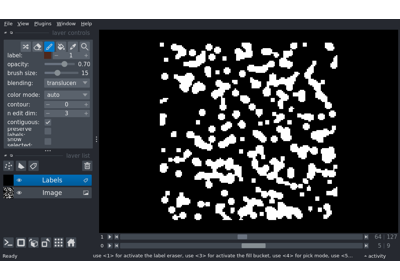 File View Plugins Window Help
layer controls
label: 1
opacity: 0.70
brush size: 15
blending: translucen
color mode: auto
contour: 0
n edit dim: 3
contiguous:
preserve
labels:
show
selected:
layer list
Labels
Image
1 64 127
0 5 9
Ready use <1> for activate the label eraser, use <3> for activate the fill bucket, use <4> for pick mode, use <5... activity